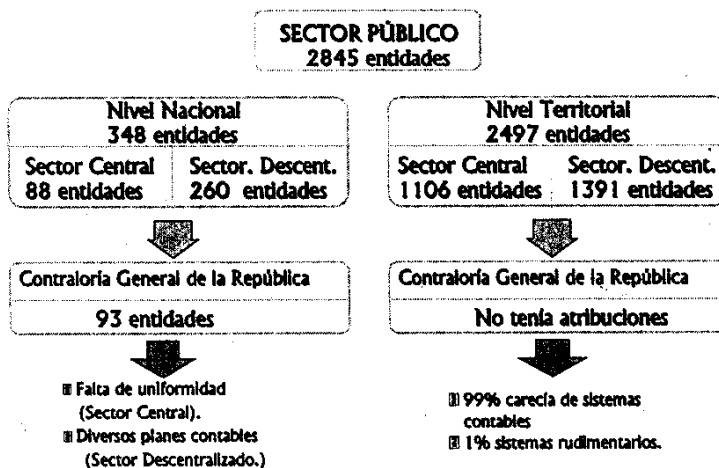 SECTOR PÚBLICO
2845 entidades
Nivel Nacional
348 entidades
Sector Central
88 entidades
Sector. Descent.
260 entidades
Nivel Territorial
2497 entidades
Sector Central
1106 entidades
Sector. Descent.
1391 entidades
Contraloría General de la República
93 entidades
Falta de uniformidad
(Sector Central).
Diversos planes contables
(Sector Descentralizado.)
Contraloría General de la República
No tenía atribuciones
99% carecía de sistemas
contables
1% sistemas rudimentarios.